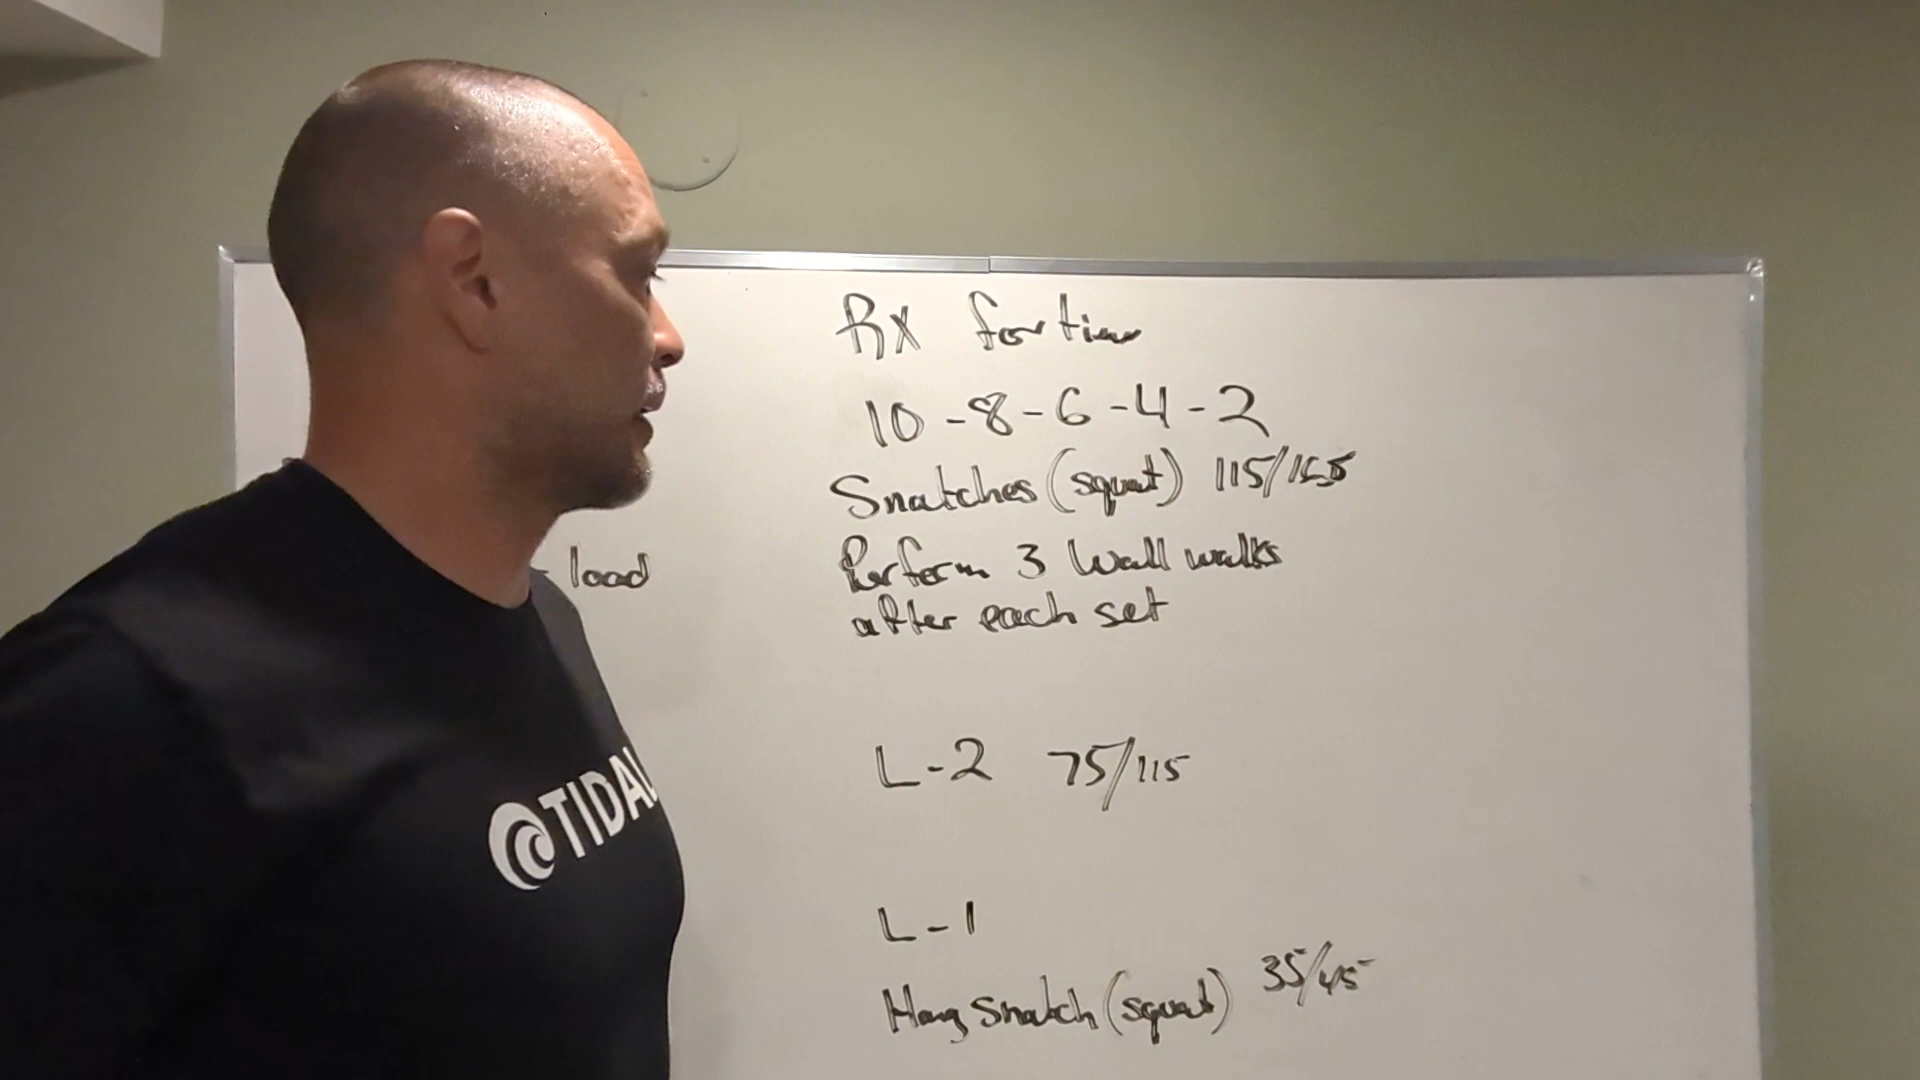 RX for time
10-8-6-4-2
Snatches (squat) 115/165
- load
Perform 3 Wall walks
after each set
L-2 75/115
@TIDAL
L-1
Hang Snatch (squat) 35/45